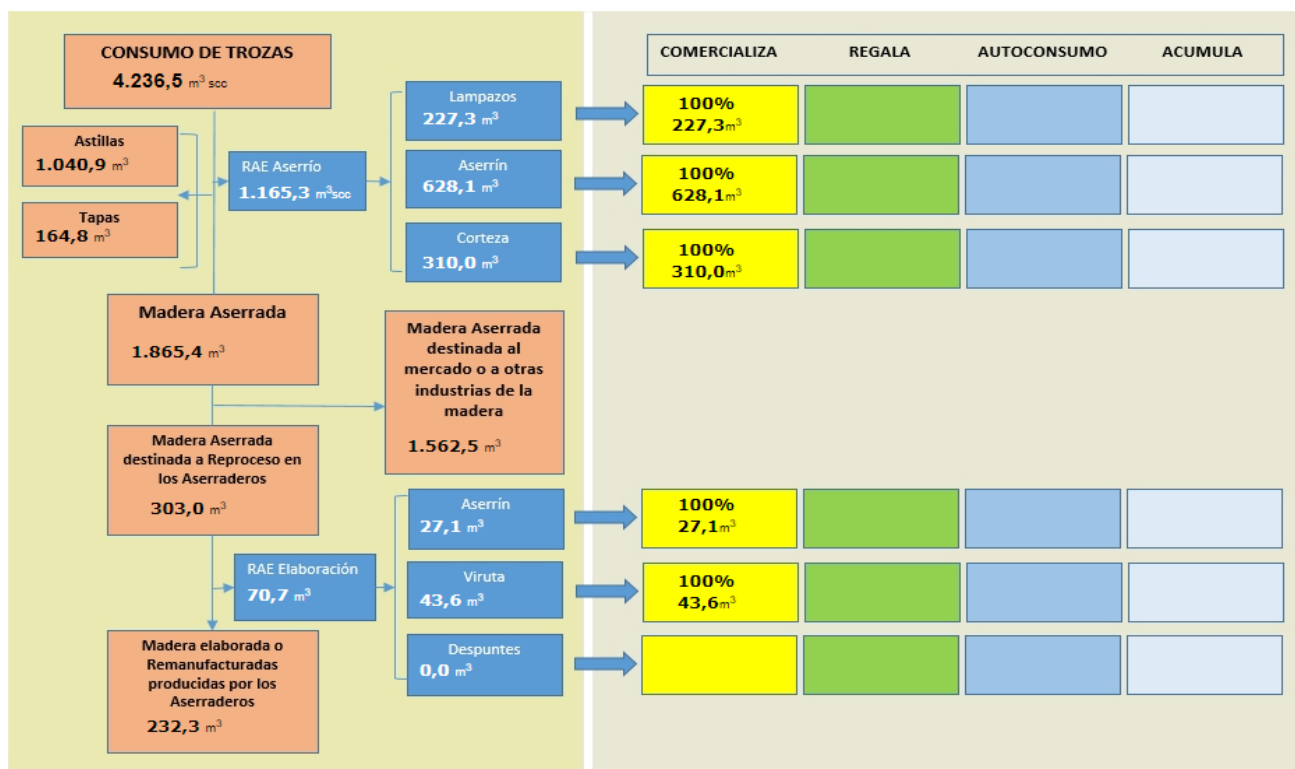 CONSUMO DE TROZAS
4.236,5 m³ scc
COMERCIALIZA REGALA AUTOCONSUMO ACUMULA
Lampazos
227,3 m³
100%
227,3m³
Astillas
1.040,9 m³
RAE Aserrío
1.165,3 m³scc
Aserrín
628,1 m³
100%
628,1m³
Tapas
164,8 m³
Corteza
310,0 m³
100%
310,0m³
Madera Aserrada
1.865,4 m³
Madera Aserrada
destinada al
mercado o a otras
industrias de la
madera
1.562,5 m³
Madera Aserrada
destinada a Reproceso en
los Aserraderos
303,0 m³
Aserrín
27,1 m³
100%
27,1m³
RAE Elaboración
70,7 m³
Viruta
43,6 m³
100%
43,6m³
Despuntes
0,0 m³
Madera elaborada o
Remanufacturadas
producidas por los
Aserraderos
232,3 m³